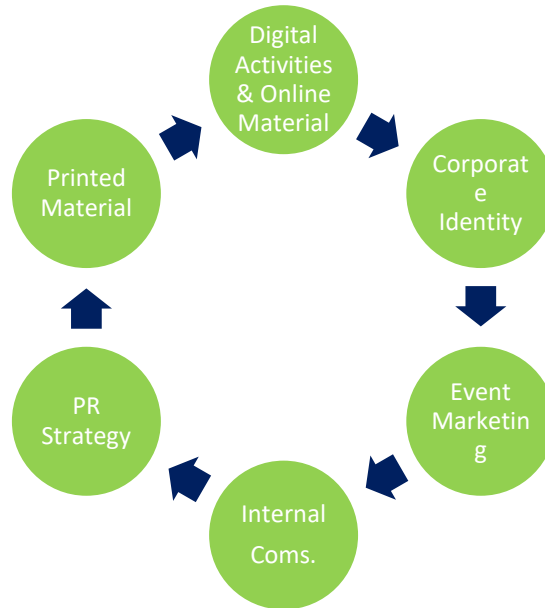 Digital
Activities
& Online
Material
Corporat
e
Identity
Event
Marketin
g
Internal
Coms.
PR
Strategy
Printed
Material